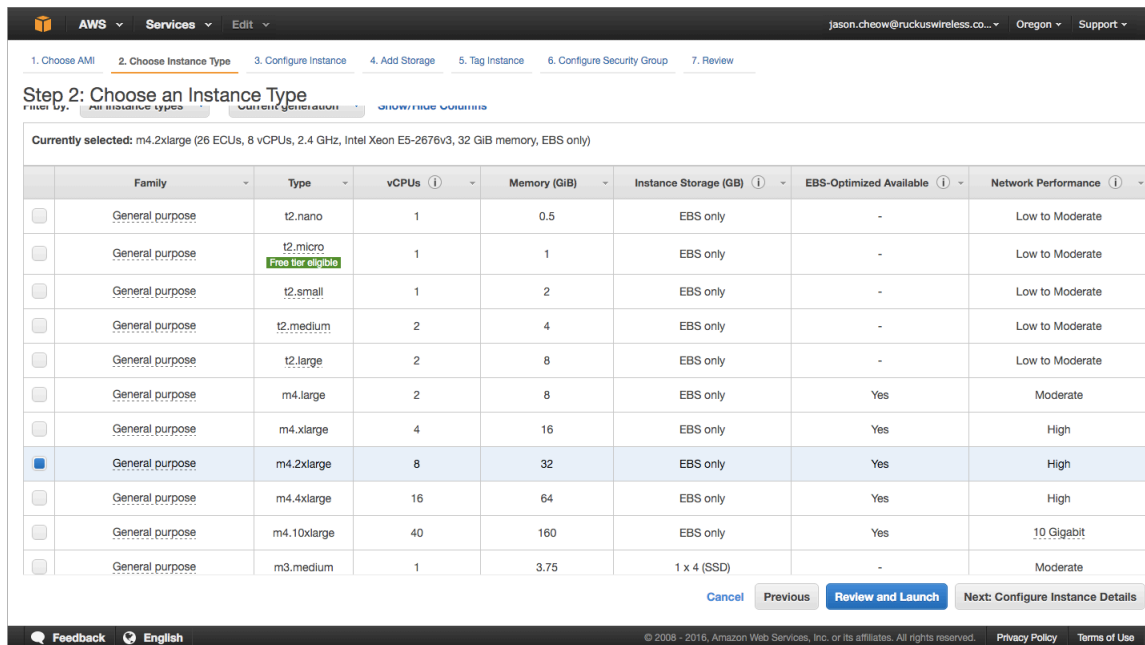 AWS Services Edit jason.cheow@ruckuswireless.co... Oregon Support
1. Choose AMI 2. Choose Instance Type 3. Configure Instance 4. Add Storage 5. Tag Instance 6. Configure Security Group 7. Review
Step 2: Choose an Instance Type
Filter by: All instance types Current generation Show/Hide Columns
Currently selected: m4.2xlarge (26 ECUs, 8 vCPUs, 2.4 GHz, Intel Xeon E5-2676v3, 32 GiB memory, EBS only)
Family Type vCPUs i Memory (GiB) Instance Storage (GB) i EBS-Optimized Available i Network Performance i
General purpose t2.nano 1 0.5 EBS only - Low to Moderate
General purpose t2.micro 1 1 EBS only - Low to Moderate
Free tier eligible
General purpose t2.small 1 2 EBS only - Low to Moderate
General purpose t2.medium 2 4 EBS only - Low to Moderate
General purpose t2.large 2 8 EBS only - Low to Moderate
General purpose m4.large 2 8 EBS only Yes Moderate
General purpose m4.xlarge 4 16 EBS only Yes High
General purpose m4.2xlarge 8 32 EBS only Yes High
General purpose m4.4xlarge 16 64 EBS only Yes High
General purpose m4.10xlarge 40 160 EBS only Yes 10 Gigabit
General purpose m3.medium 1 3.75 1 x 4 (SSD) - Moderate
Cancel Previous Review and Launch Next: Configure Instance Details
Feedback English © 2008 - 2016, Amazon Web Services, Inc. or its affiliates. All rights reserved. Privacy Policy Terms of Use